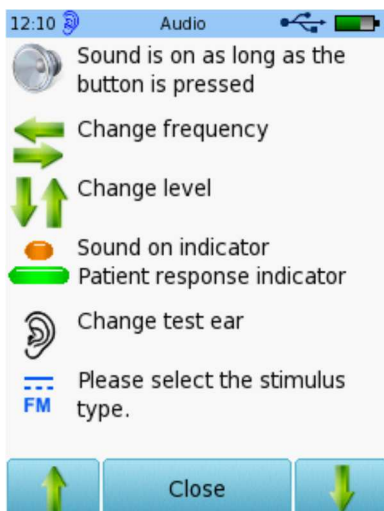 12:10 Audio
Sound is on as long as the
button is pressed
Change frequency
Change level
Sound on indicator
Patient response indicator
Change test ear
Please select the stimulus
FM type.
Close